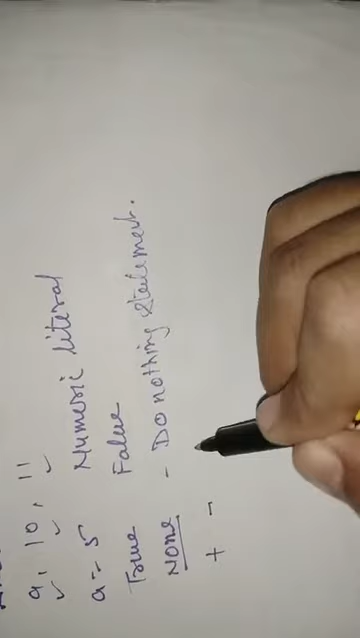 9, 10, 11
a = 5 Numeric literal
True False
None - Do nothing statement.
+ -